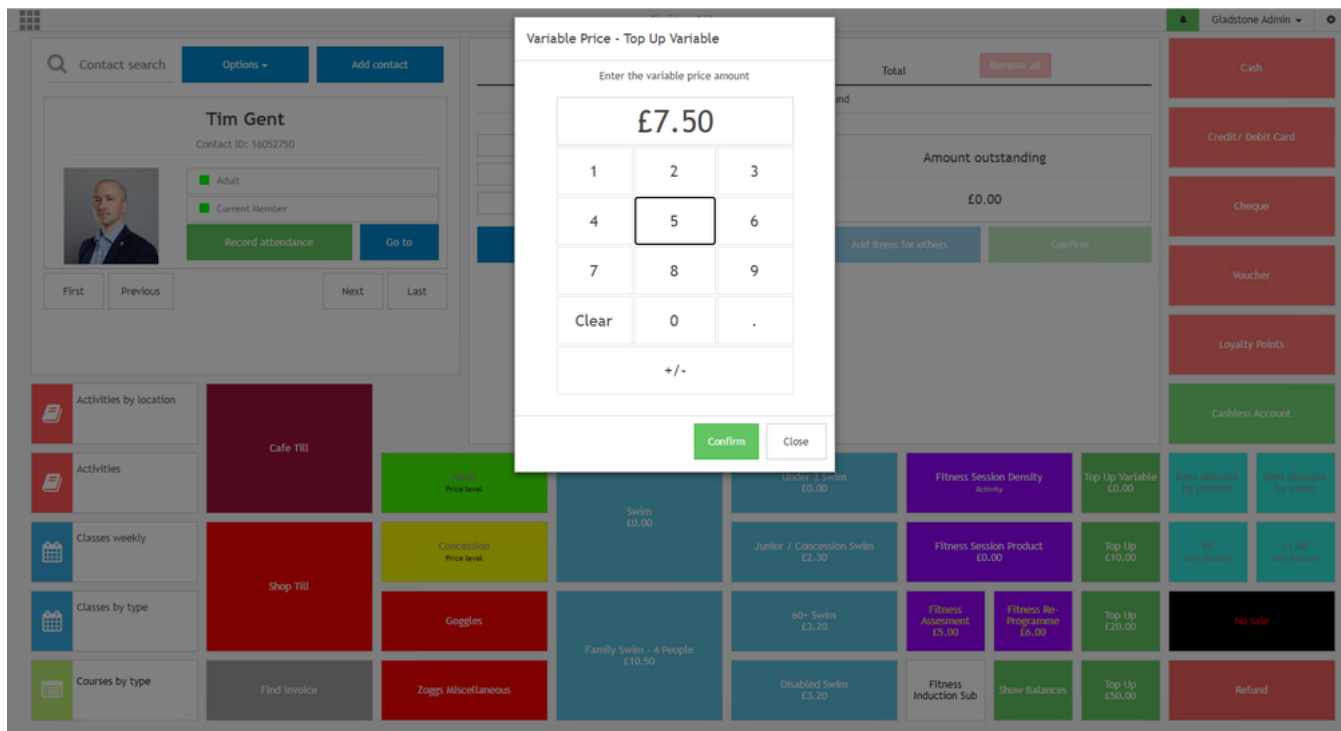 Gladstone Admin
Contact search
Options
Add contact
Tim Gent
Contact ID: 16052750
Adult
Current Member
Record attendance
Go to
First
Previous
Next
Last
Variable Price - Top Up Variable
Enter the variable price amount
£7.50
1 2 3
4 5 6
7 8 9
Clear 0 .
+/-
Confirm
Close
Total
Remove all
Amount outstanding
£0.00
Add items for others
Confirm
Cash
Credit/ Debit Card
Cheque
Voucher
Loyalty Points
Cashless Account
Activities by location
Activities
Classes weekly
Classes by type
Courses by type
Cafe Till
Shop Till
Find invoice
Adult
Price level
Concession
Price level
Goggles
Zoggs Miscellaneous
Swim
£0.00
Family Swim - 4 People
£10.50
Under 3 Swim
£0.00
Junior / Concession Swim
£2.30
60+ Swim
£3.20
Disabled Swim
£3.20
Fitness Session Density
Activity
Fitness Session Product
£0.00
Fitness
Assesment
£5.00
Fitness Re-
Programme
£6.00
Fitness
Induction Sub
Show Balances
Top Up Variable
£0.00
Top Up
£10.00
Top Up
£20.00
Top Up
£50.00
Item discount
by percent
Item discount
by value
Item discount
£1.00
Item discount
No sale
Refund